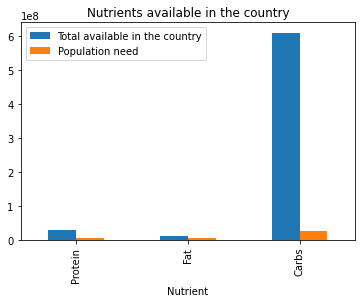 Nutrients available in the country
1e8
Total available in the country
Population need
6
5
4
3
2
1
0
Protein
Fat
Carbs
Nutrient